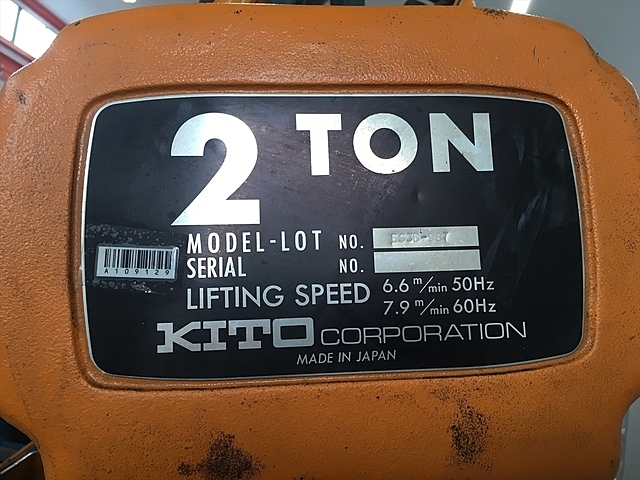 2 TON
MODEL-LOT NO.
SERIAL NO.
A109129
LIFTING SPEED 6.6 m/min 50Hz
7.9 m/min 60Hz
KITO CORPORATION
MADE IN JAPAN